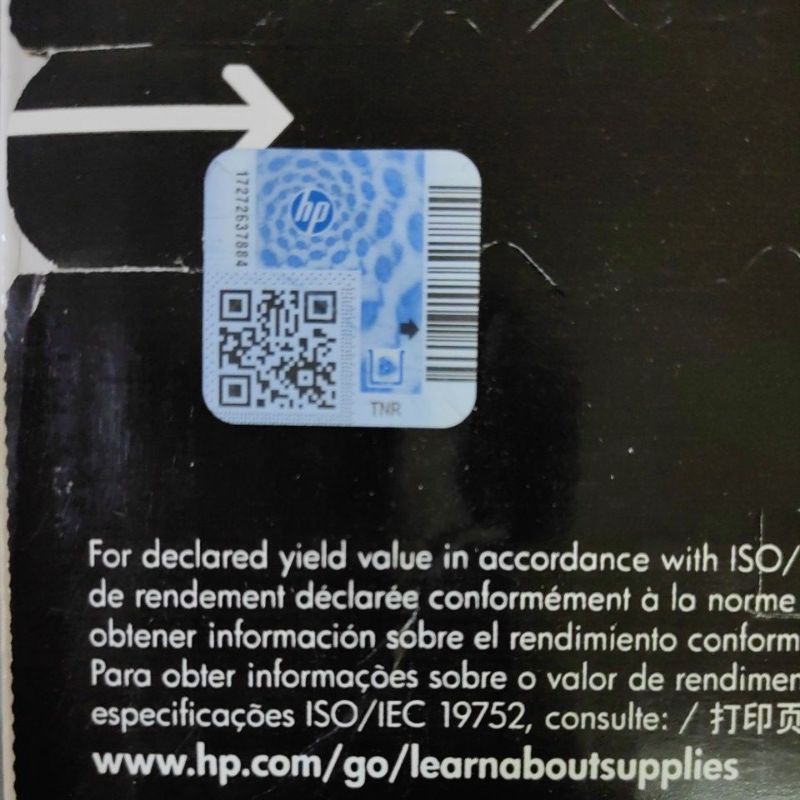 17272637884
hp
TNR
For declared yield value in accordance with ISO/
de rendement déclarée conformément à la norme
obtener información sobre el rendimiento conform
Para obter informações sobre o valor de rendimen
especificações ISO/IEC 19752, consulte: / 打印页
www.hp.com/go/learnaboutsupplies